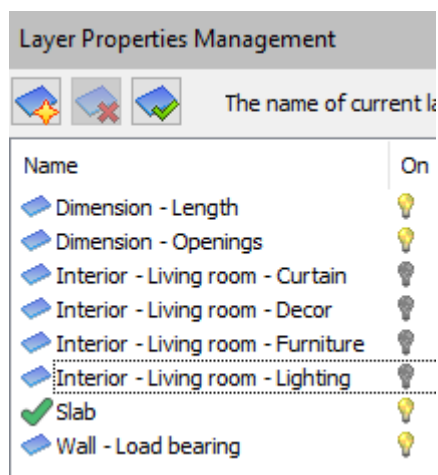 Layer Properties Management
The name of current
Name On
Dimension - Length
Dimension - Openings
Interior - Living room - Curtain
Interior - Living room - Decor
Interior - Living room - Furniture
Interior - Living room - Lighting
Slab
Wall - Load bearing